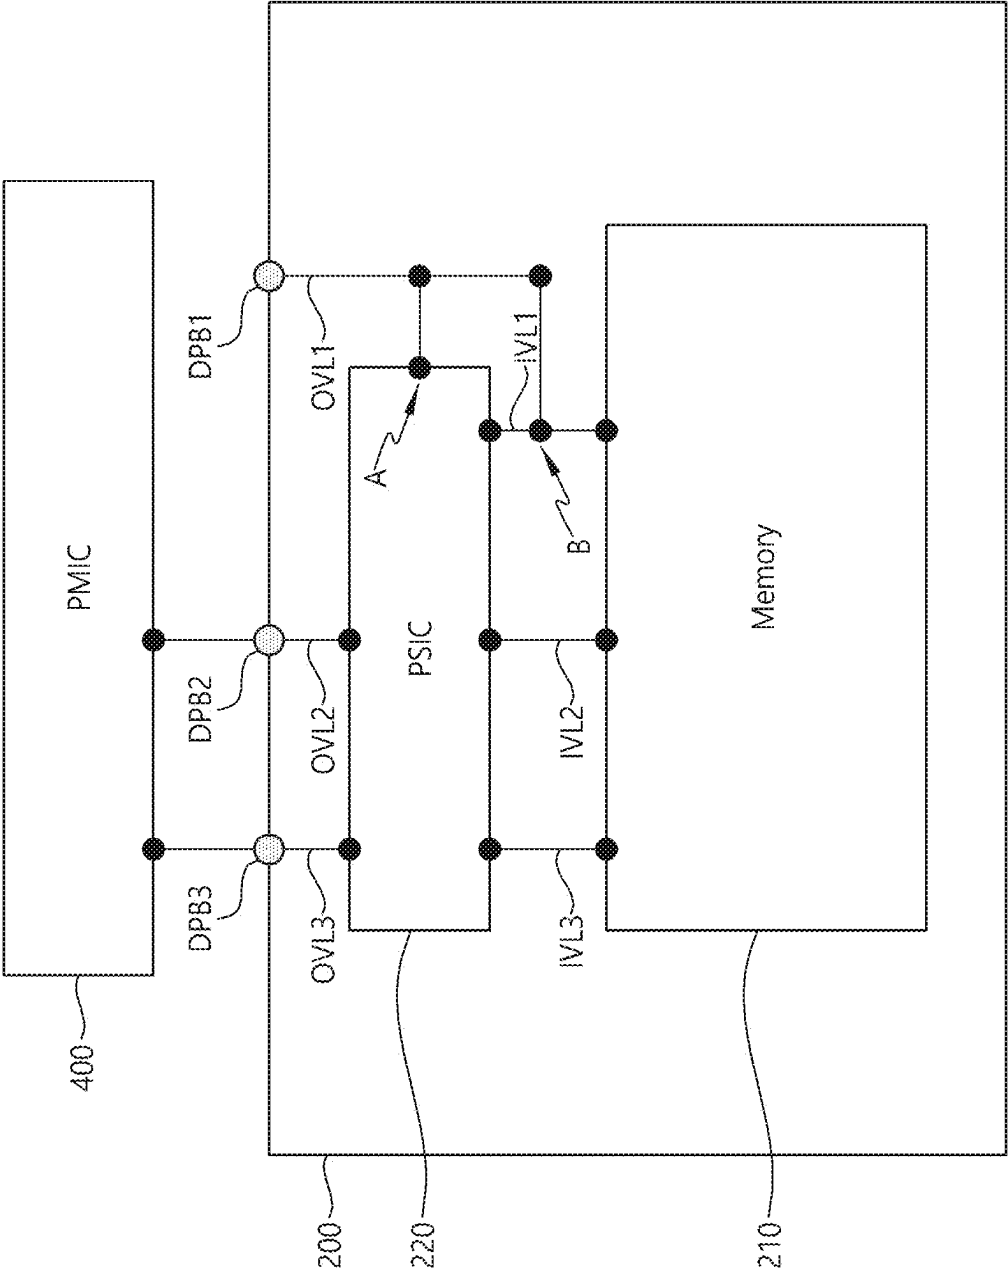 400
PMIC
DPB3
DPB2
DPB1
200
OVL3
OVL2
OVL1
220
PSIC
A
IVL3
IVL2
IVL1
B
210
Memory